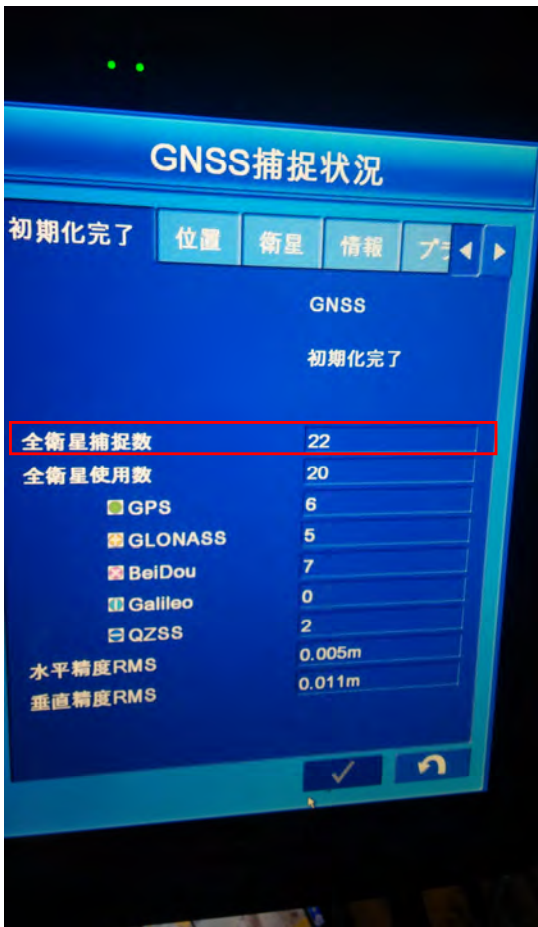 GNSS捕捉状況
初期化完了 位置 衛星 情報 プラ
GNSS
初期化完了
全衛星捕捉数 22
全衛星使用数 20
GPS 6
GLONASS 5
BeiDou 7
Galileo 0
QZSS 2
水平精度RMS 0.005m
垂直精度RMS 0.011m